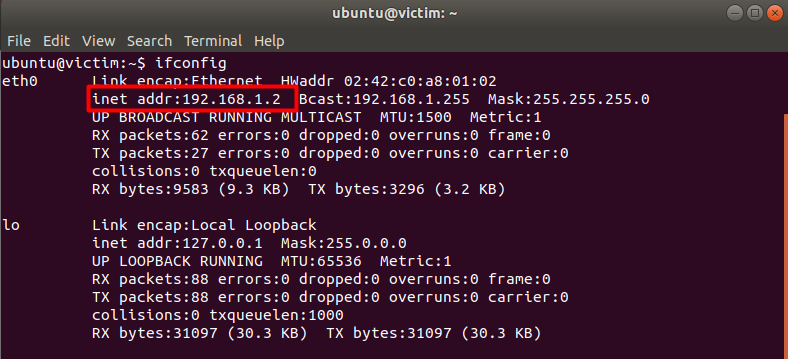 ubuntu@victim: ~
File Edit View Search Terminal Help
ubuntu@victim:~$ ifconfig
eth0      Link encap:Ethernet  HWaddr 02:42:c0:a8:01:02
          inet addr:192.168.1.2  Bcast:192.168.1.255  Mask:255.255.255.0
          UP BROADCAST RUNNING MULTICAST  MTU:1500  Metric:1
          RX packets:62 errors:0 dropped:0 overruns:0 frame:0
          TX packets:27 errors:0 dropped:0 overruns:0 carrier:0
          collisions:0 txqueuelen:0
          RX bytes:9583 (9.3 KB)  TX bytes:3296 (3.2 KB)
lo        Link encap:Local Loopback
          inet addr:127.0.0.1  Mask:255.0.0.0
          UP LOOPBACK RUNNING  MTU:65536  Metric:1
          RX packets:88 errors:0 dropped:0 overruns:0 frame:0
          TX packets:88 errors:0 dropped:0 overruns:0 carrier:0
          collisions:0 txqueuelen:1000
          RX bytes:31097 (30.3 KB)  TX bytes:31097 (30.3 KB)